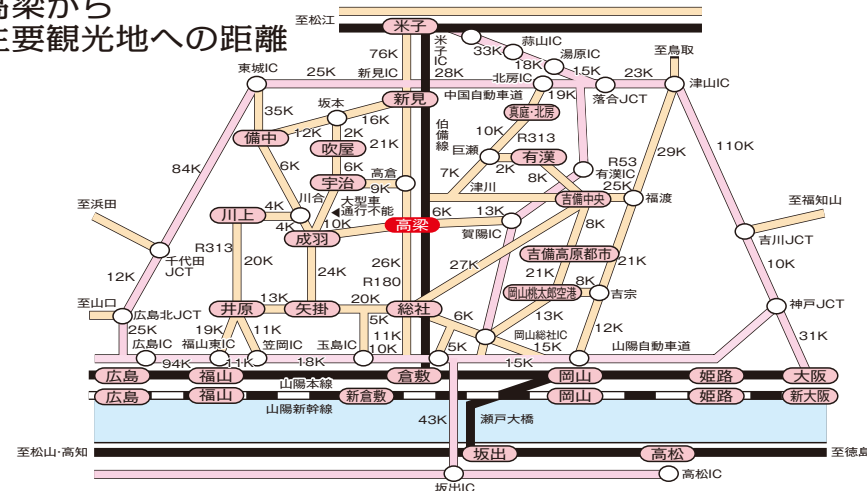 高梁から
主要観光地への距離
至松江
米子
76K
米子IC
33K
蒜山IC
18K
湯原IC
15K
至鳥取
東城IC
25K
新見IC
28K
北房IC
23K
津山IC
中国自動車道
19K
落合JCT
35K
坂本
16K
新見
真庭・北房
備中
12K
2K
吹屋
21K
伯備線
10K
R313
巨瀬
有漢
29K
110K
84K
6K
6K
宇治
高倉
9K
7K
2K
8K
有漢IC
R53
25K
津川
吉備中央
福渡
至浜田
川上
4K
川合
大型車
通行不能
4K
10K
高梁
6K
13K
賀陽IC
8K
至福知山
成羽
吉川JCT
R313
千代田
JCT
20K
24K
26K
R180
27K
吉備高原都市
21K
21K
10K
12K
岡山桃太郎空港
8K
吉宗
至山口
広島北JCT
井原
13K
矢掛
20K
総社
13K
神戸JCT
25K
19K
11K
5K
11K
6K
12K
31K
広島IC
福山東IC
笠岡IC
玉島IC
10K
5K
岡山総社IC
15K
山陽自動車道
94K
11K
18K
15K
広島
福山
倉敷
岡山
姫路
大阪
山陽本線
広島
福山
新倉敷
岡山
姫路
新大阪
山陽新幹線
43K
瀬戸大橋
至松山・高知
坂出
高松
至徳島
坂出IC
高松IC